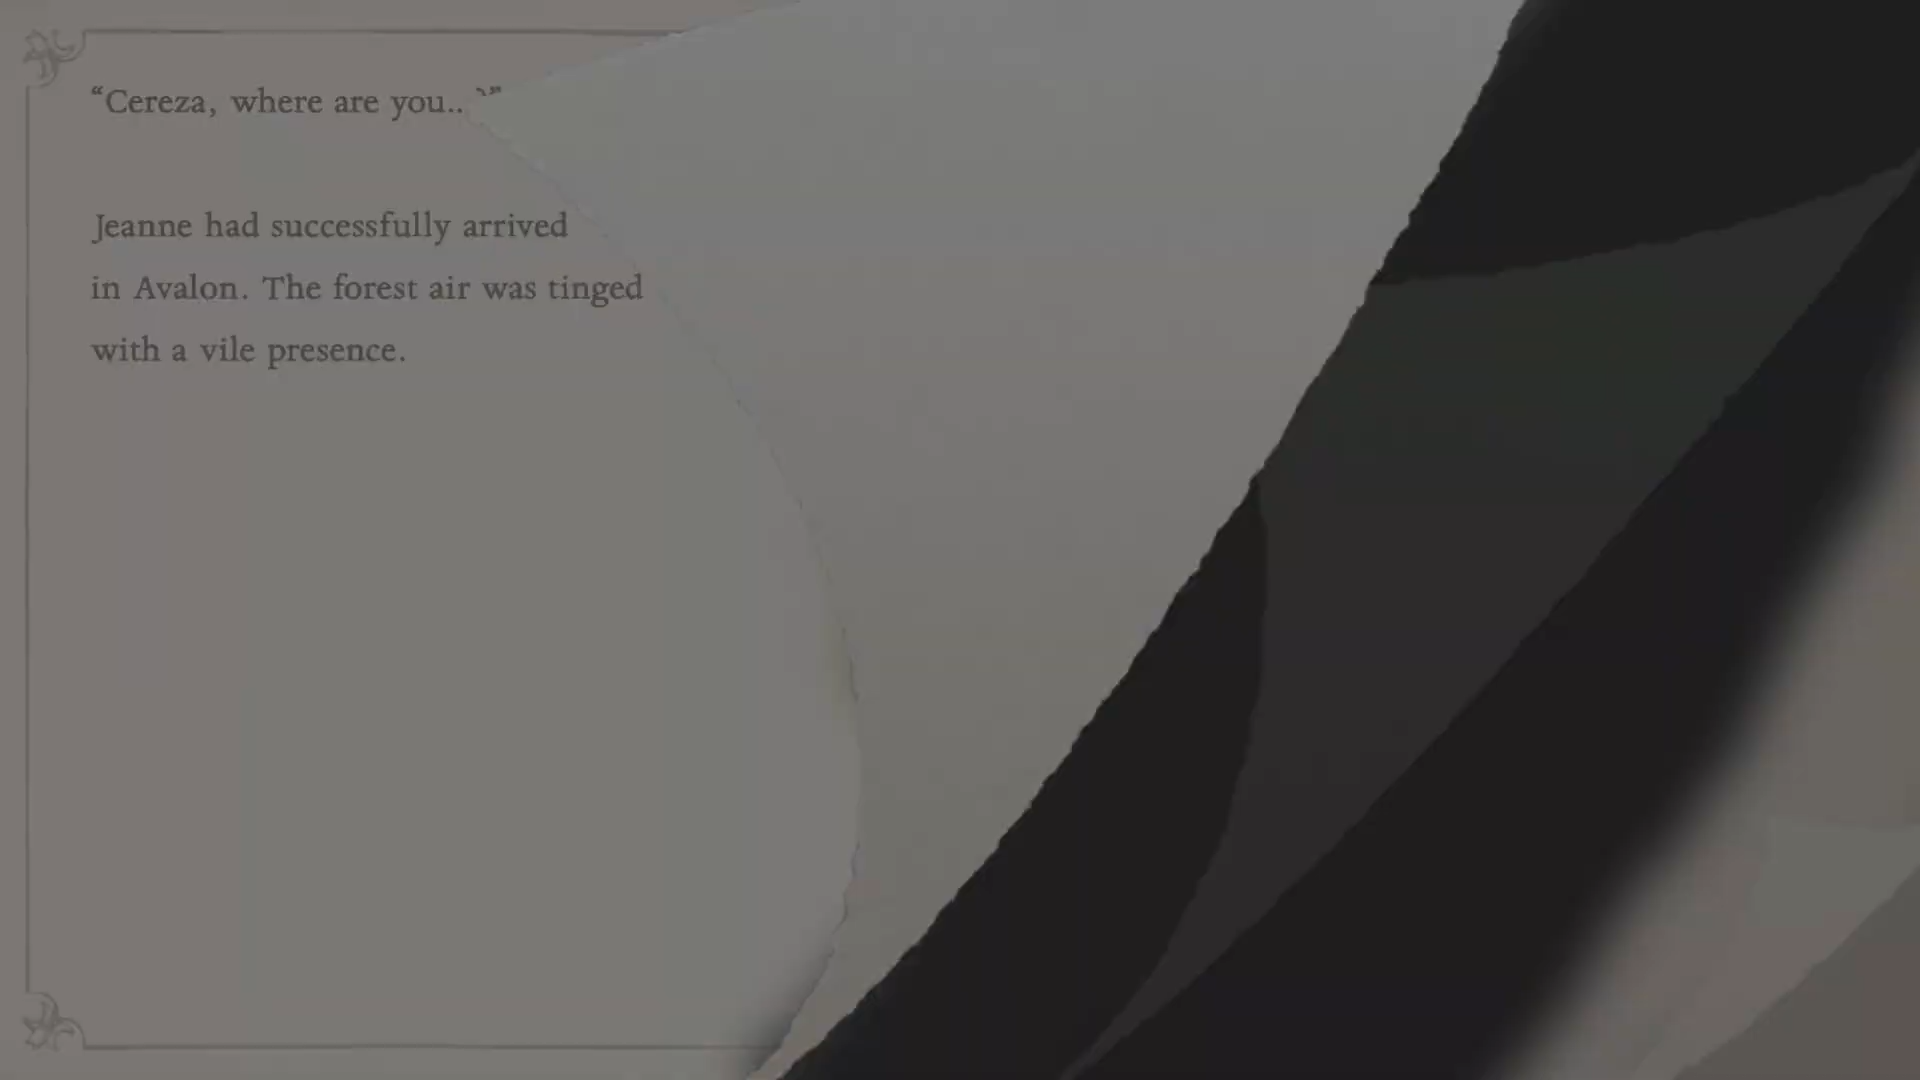 “Cereza, where are you..?”
Jeanne had successfully arrived
in Avalon. The forest air was tinged
with a vile presence.